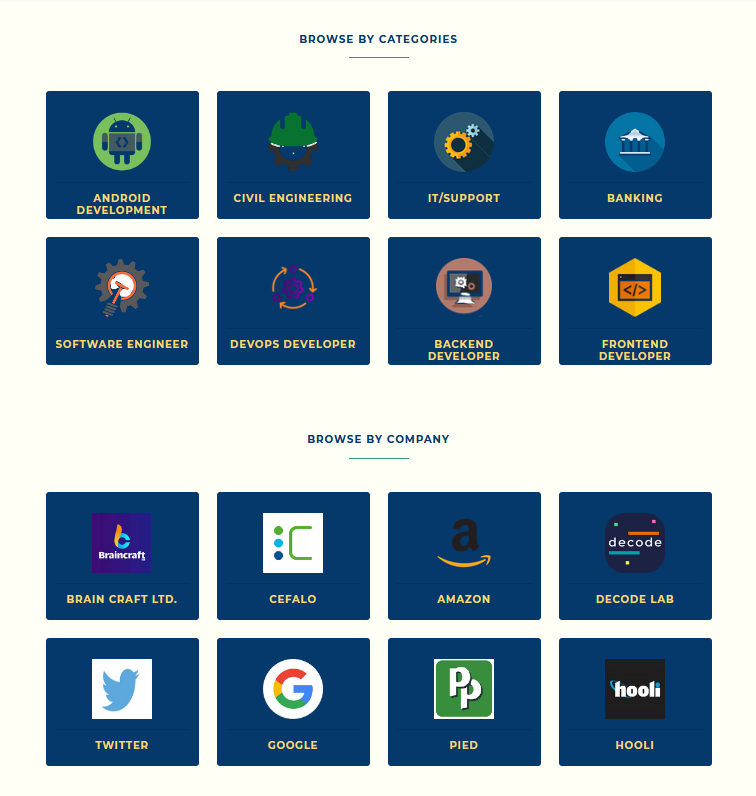 BROWSE BY CATEGORIES
ANDROID
DEVELOPMENT
CIVIL ENGINEERING
IT/SUPPORT
BANKING
</>
SOFTWARE ENGINEER
DEVOPS DEVELOPER
BACKEND
DEVELOPER
FRONTEND
DEVELOPER
BROWSE BY COMPANY
Braincraft
:C
a
decode
BRAIN CRAFT LTD.
CEFALO
AMAZON
DECODE LAB
G
PP
hooli
TWITTER
GOOGLE
PIED
HOOLI